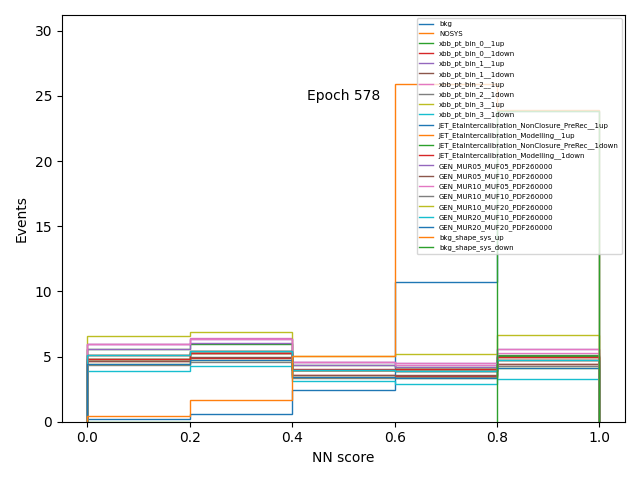 30
25
20
15
10
5
0
Events
Epoch 578
bkg
NOSYS
xbb_pt_bin_0__1up
xbb_pt_bin_0__1down
xbb_pt_bin_1__1up
xbb_pt_bin_1__1down
xbb_pt_bin_2__1up
xbb_pt_bin_2__1down
xbb_pt_bin_3__1up
xbb_pt_bin_3__1down
JET_EtaIntercalibration_NonClosure_PreRec__1up
JET_EtaIntercalibration_Modelling__1up
JET_EtaIntercalibration_NonClosure_PreRec__1down
JET_EtaIntercalibration_Modelling__1down
GEN_MUR05_MUF05_PDF260000
GEN_MUR05_MUF10_PDF260000
GEN_MUR10_MUF05_PDF260000
GEN_MUR10_MUF10_PDF260000
GEN_MUR10_MUF20_PDF260000
GEN_MUR20_MUF10_PDF260000
GEN_MUR20_MUF20_PDF260000
bkg_shape_sys_up
bkg_shape_sys_down
0.0 0.2 0.4 0.6 0.8 1.0
NN score